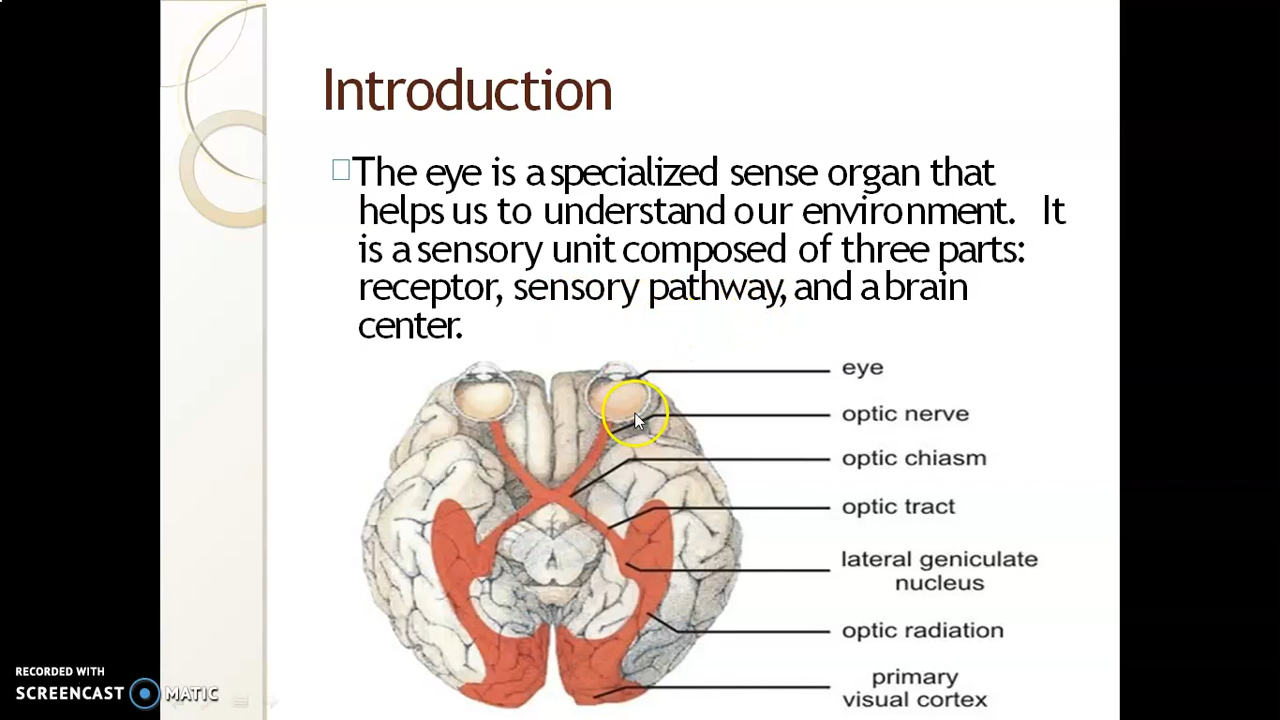 Introduction
The eye is a specialized sense organ that
helps us to understand our environment. It
is a sensory unit composed of three parts:
receptor, sensory pathway, and a brain
center.
eye
optic nerve
optic chiasm
optic tract
lateral geniculate
nucleus
optic radiation
primary
visual cortex
RECORDED WITH
SCREENCAST MATIC